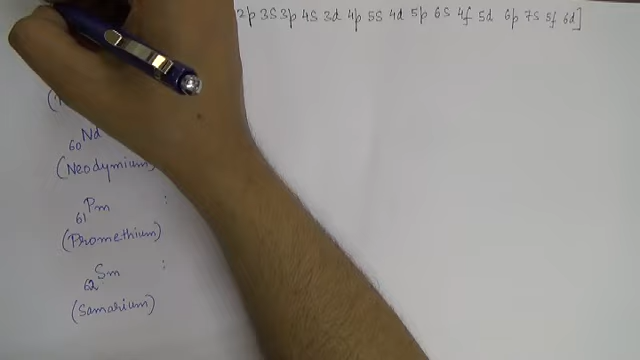 2p 3s 3p 4s 3d 4p 5s 4d 5p 6s 4f 5d 6p 7s 5f 6d]
60Nd
(Neodymium)
61Pm :
(Promethium)
62Sm :
(Samarium)